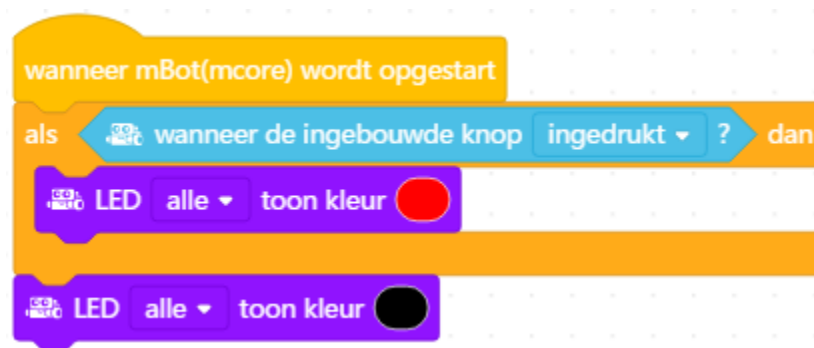 wanneer mBot(mcore) wordt opgestart
als wanneer de ingebouwde knop ingedrukt ? dan
LED alle toon kleur
LED alle toon kleur